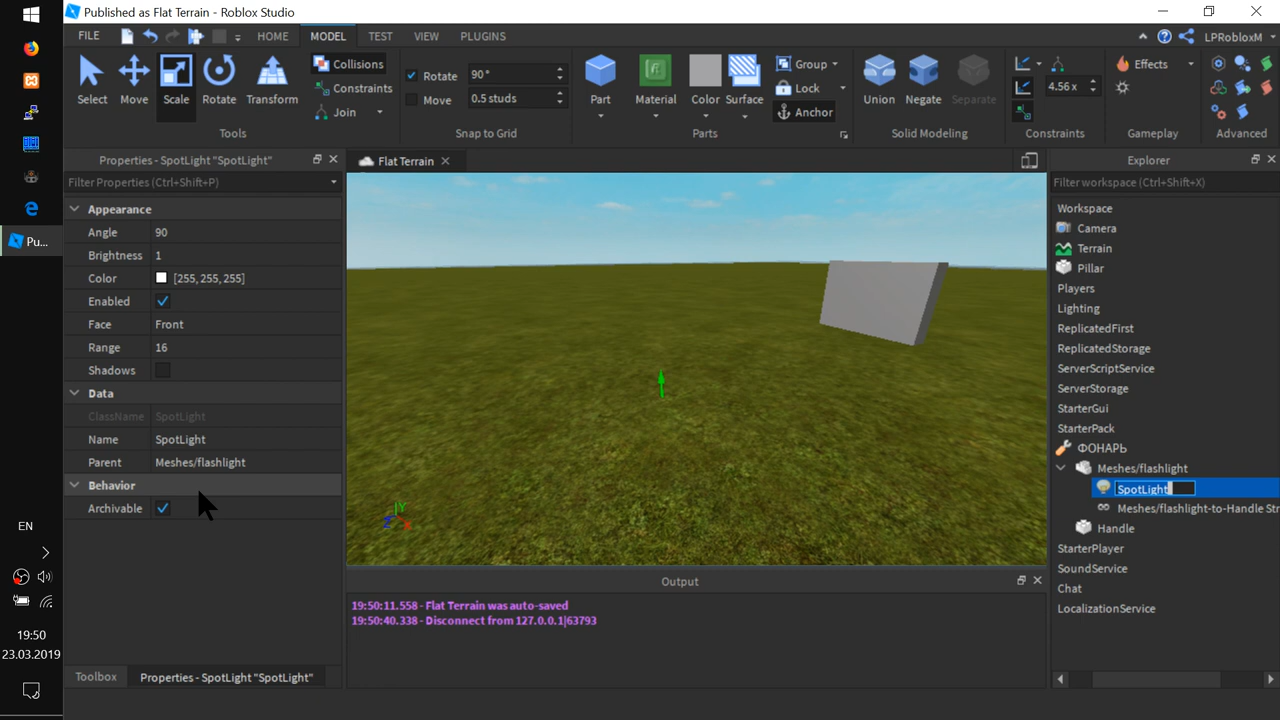 Published as Flat Terrain - Roblox Studio
FILE HOME MODEL TEST VIEW PLUGINS LPRobloxM
Select Move Scale Rotate Transform
Collisions
Constraints
Join
Tools
Rotate 90°
Move 0.5 studs
Snap to Grid
Part Material Color Surface
Group
Lock
Anchor
Parts
Union Negate Separate
Solid Modeling
4.56 x
Constraints
Effects
Gameplay
Advanced
Properties - SpotLight "SpotLight"
Filter Properties (Ctrl+Shift+P)
Appearance
Angle 90
Brightness 1
Color [255, 255, 255]
Enabled
Face Front
Range 16
Shadows
Data
ClassName SpotLight
Name SpotLight
Parent Meshes/flashlight
Behavior
Archivable
Toolbox Properties - SpotLight "SpotLight"
Flat Terrain
Y
Z
X
Output
19:50:11.558 - Flat Terrain was auto-saved
19:50:40.338 - Disconnect from 127.0.0.1|63793
Explorer
Filter workspace (Ctrl+Shift+X)
Workspace
Camera
Terrain
Pillar
Players
Lighting
ReplicatedFirst
ReplicatedStorage
ServerScriptService
ServerStorage
StarterGui
StarterPack
ФОНАРЬ
Meshes/flashlight
SpotLight
Meshes/flashlight-to-Handle Str
Handle
StarterPlayer
SoundService
Chat
LocalizationService
Pu...
EN
19:50
23.03.2019